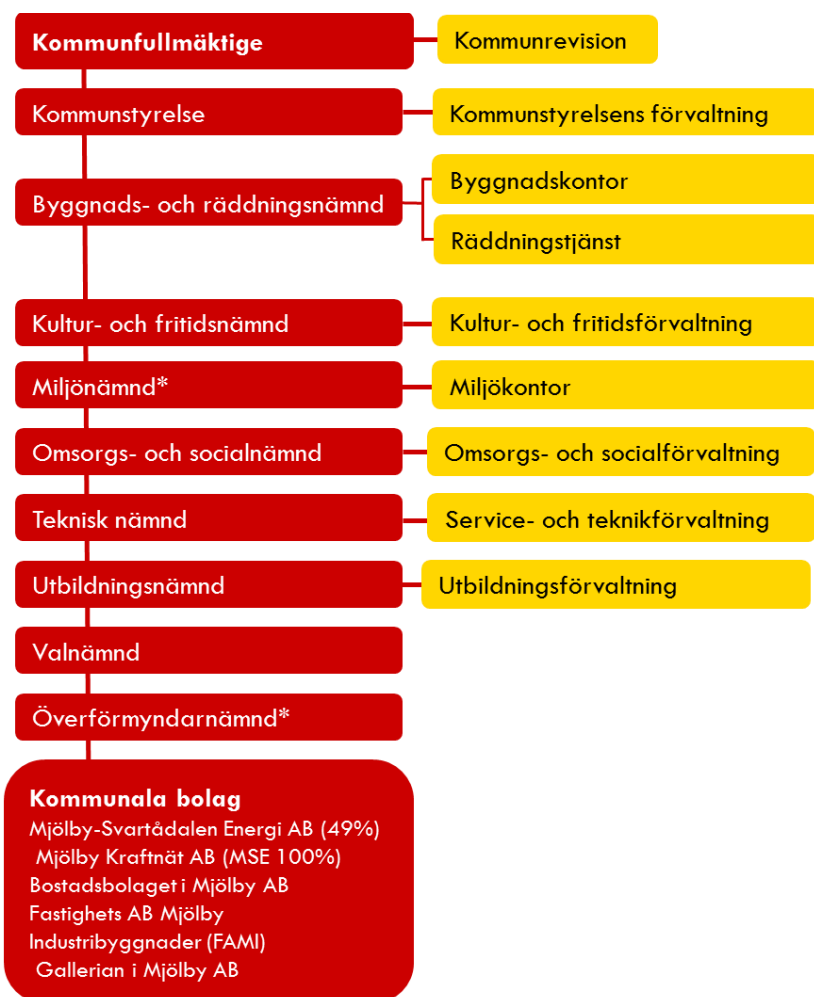 Kommunfullmäktige
Kommunrevision
Kommunstyrelse
Kommunstyrelsens förvaltning
Byggnads- och räddningsnämnd
Byggnadskontor
Räddningstjänst
Kultur- och fritidsnämnd
Kultur- och fritidsförvaltning
Miljönämnd*
Miljökontor
Omsorgs- och socialnämnd
Omsorgs- och socialförvaltning
Teknisk nämnd
Service- och teknikförvaltning
Utbildningsnämnd
Utbildningsförvaltning
Valnämnd
Överförmyndarnämnd*
Kommunala bolag
Mjölby-Svartådalen Energi AB (49%)
Mjölby Kraftnät AB (MSE 100%)
Bostadsbolaget i Mjölby AB
Fastighets AB Mjölby
Industribyggnader (FAMI)
Gallerian i Mjölby AB